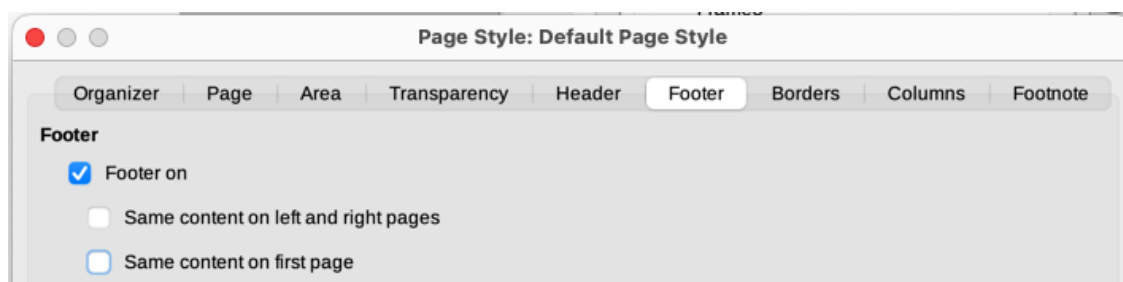 Page Style: Default Page Style
Organizer Page Area Transparency Header Footer Borders Columns Footnote
Footer
Footer on
Same content on left and right pages
Same content on first page